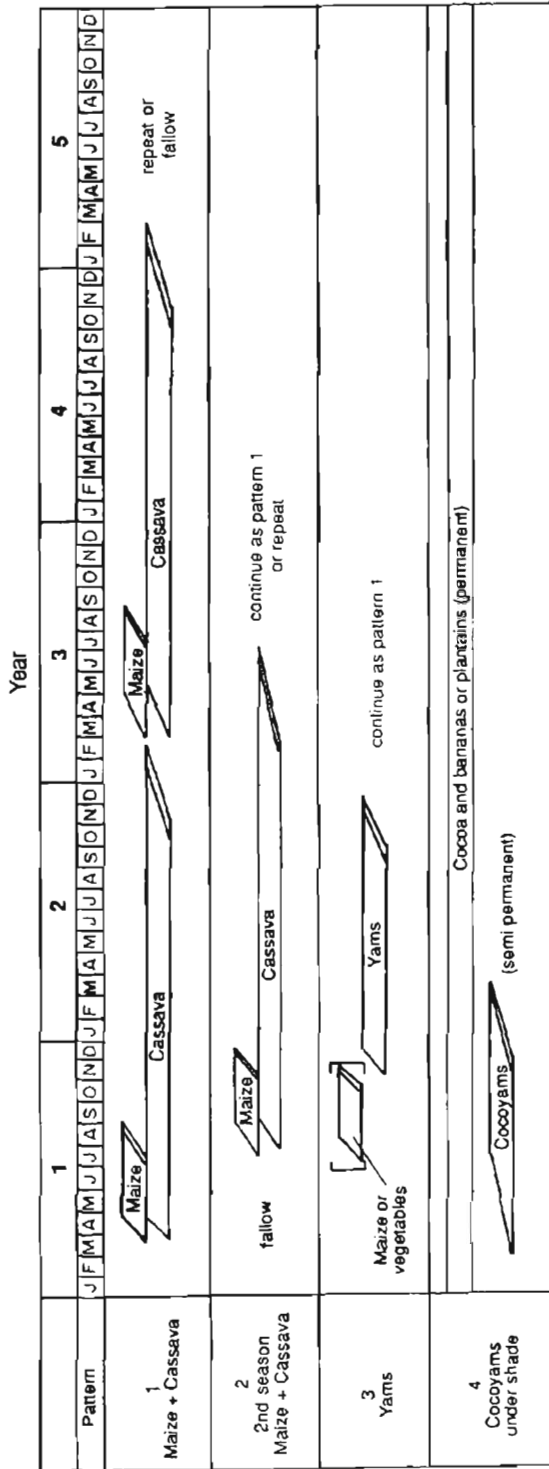 Year
1 2 3 4 5
Pattern
J F M A M J J A S O N D J F M A M J J A S O N D J F M A M J J A S O N D J F M A M J J A S O N D J F M A M J J A S O N D
1
Maize + Cassava
Maize
Cassava
Maize
Cassava
repeat or
fallow
2
2nd season
Maize + Cassava
fallow
Maize
Cassava
continue as pattern 1
or repeat
3
Yams
Maize or
vegetables
Yams
continue as pattern 1
4
Cocoyams
under shade
Cocoa and bananas or plantains (permanent)
Cocoyams
(semi permanent)